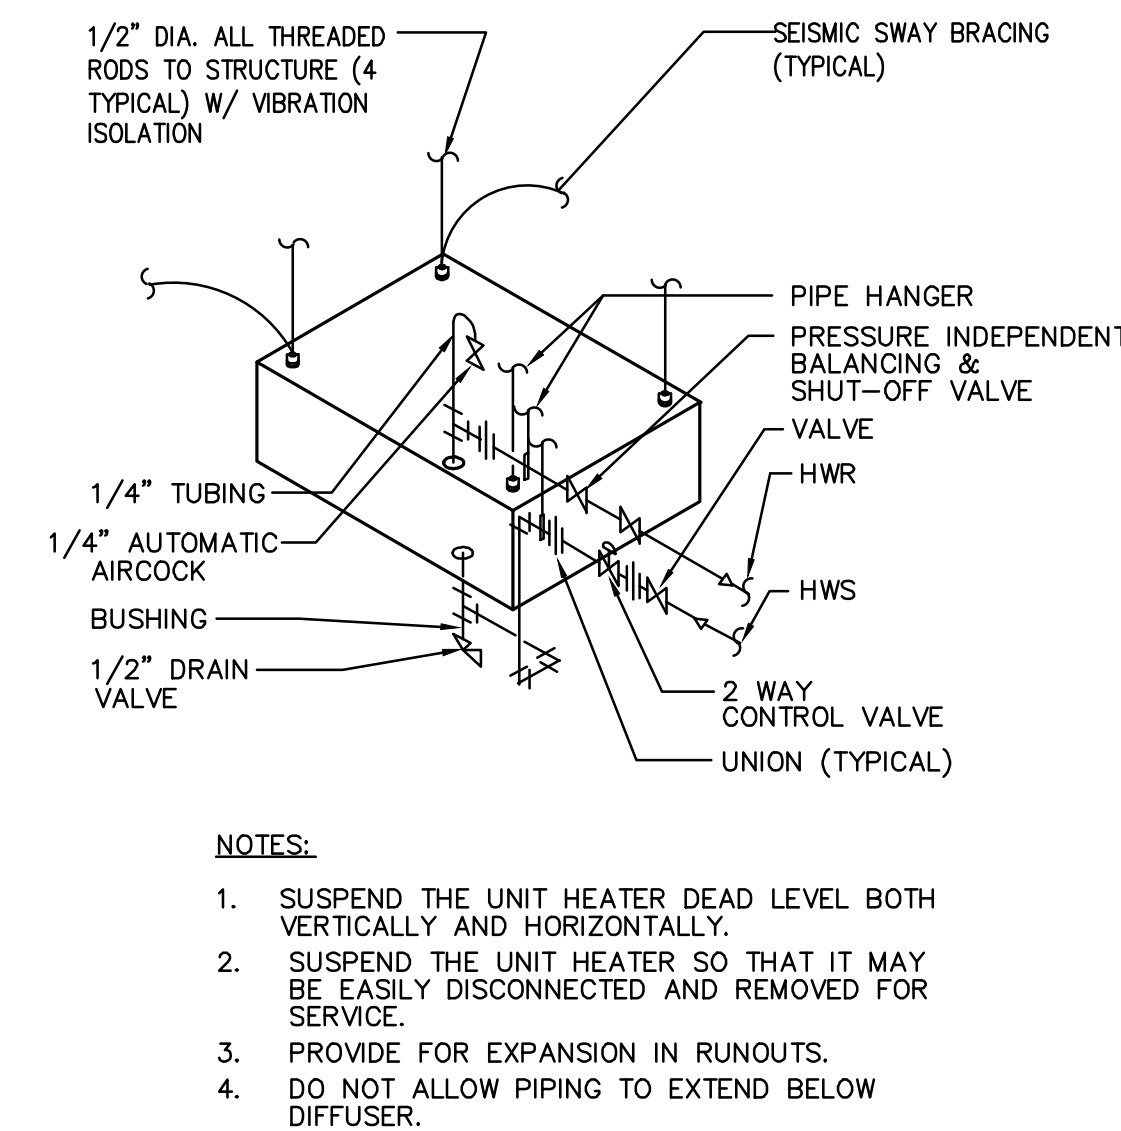 1/2" DIA. ALL THREADED
RODS TO STRUCTURE (4
TYPICAL) W/ VIBRATION
ISOLATION
SEISMIC SWAY BRACING
(TYPICAL)
PIPE HANGER
PRESSURE INDEPENDENT
BALANCING &
SHUT-OFF VALVE
VALVE
HWR
HWS
1/4" TUBING
1/4" AUTOMATIC
AIRCOCK
BUSHING
1/2" DRAIN
VALVE
2 WAY
CONTROL VALVE
UNION (TYPICAL)
NOTES:
1. SUSPEND THE UNIT HEATER DEAD LEVEL BOTH
VERTICALLY AND HORIZONTALLY.
2. SUSPEND THE UNIT HEATER SO THAT IT MAY
BE EASILY DISCONNECTED AND REMOVED FOR
SERVICE.
3. PROVIDE FOR EXPANSION IN RUNOUTS.
4. DO NOT ALLOW PIPING TO EXTEND BELOW
DIFFUSER.